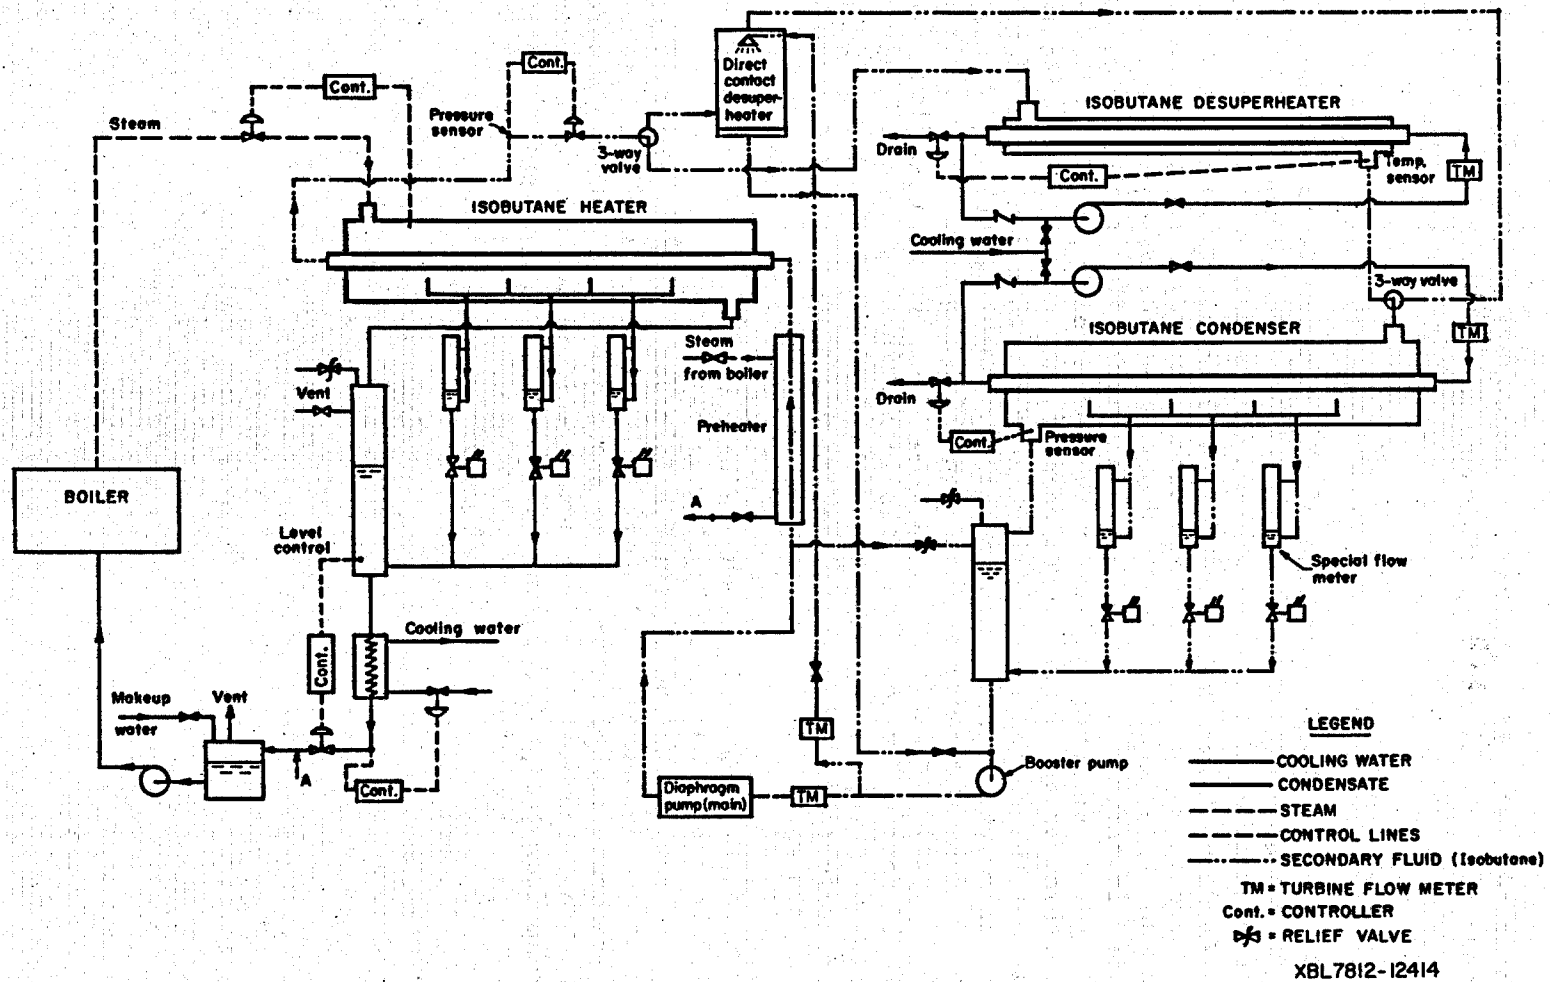 Cont.
Direct
contact
desuper-
heater
Cont.
Steam
Pressure
sensor
3-way
valve
ISOBUTANE DESUPERHEATER
Drain
Temp.
sensor
Cont.
TM
ISOBUTANE HEATER
Cooling water
3-way valve
ISOBUTANE CONDENSER
TM
Steam
from boiler
Vent
Drain
Preheater
Cont.
Pressure
sensor
BOILER
A
Level
control
Special flow
meter
Cooling water
Cont.
Makeup
water
Vent
TM
A
Cont.
Diaphragm
pump(main)
TM
Booster pump
LEGEND
COOLING WATER
CONDENSATE
STEAM
CONTROL LINES
SECONDARY FLUID (Isobutane)
TM = TURBINE FLOW METER
Cont. = CONTROLLER
= RELIEF VALVE
XBL7812-12414